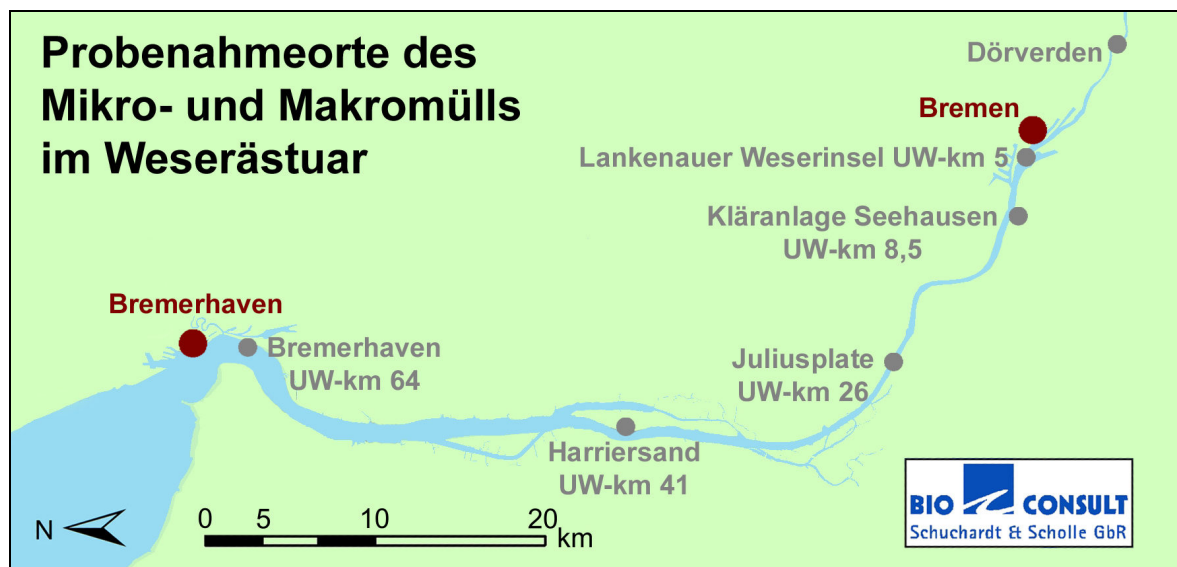 Probenahmeorte des
Mikro- und Makromülls
im Weserästuar
Dörverden
Bremen
Lankenauer Weserinsel UW-km 5
Kläranlage Seehausen
UW-km 8,5
Bremerhaven
Bremerhaven
UW-km 64
Juliusplate
UW-km 26
Harriersand
UW-km 41
N
0 5 10 20
km
BIO CONSULT
Schuchardt & Scholle GbR